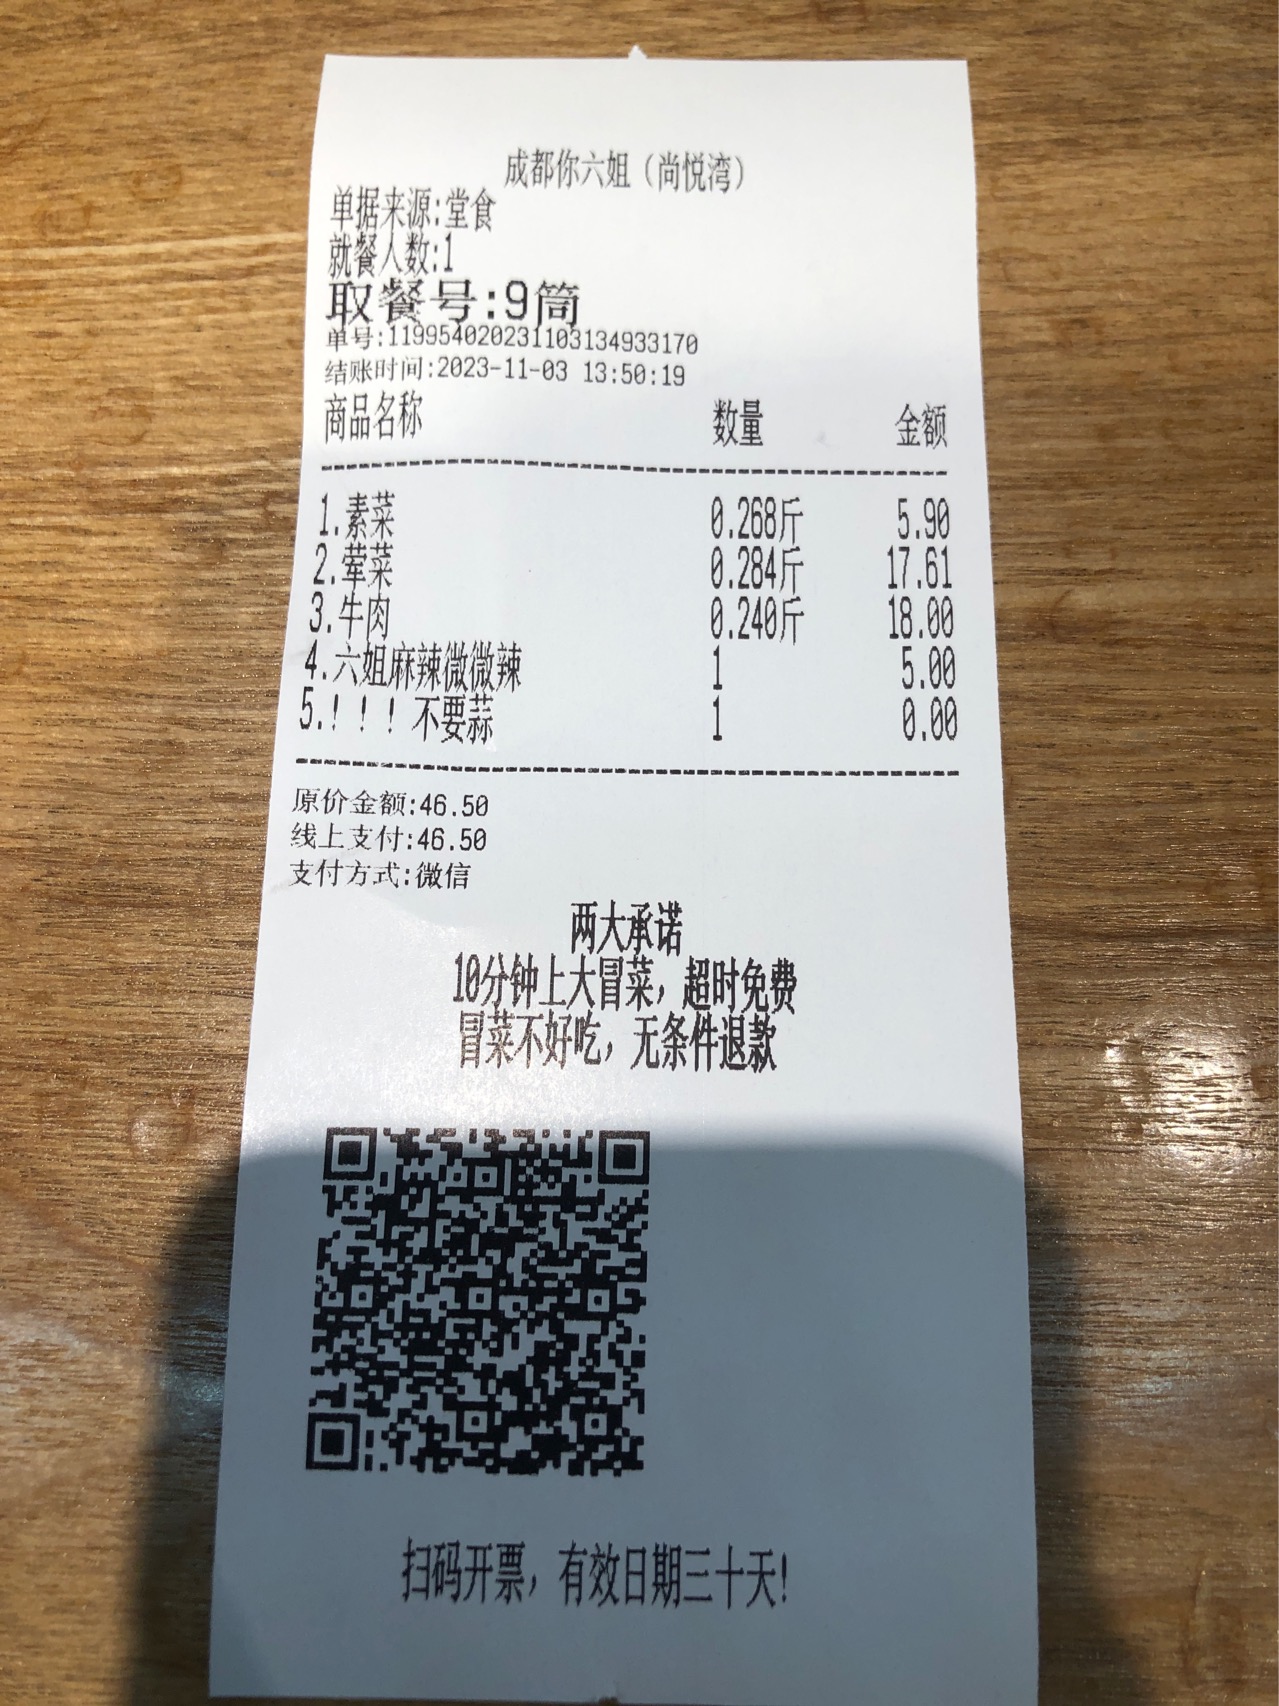 成都你六姐（尚悦湾）
单据来源:堂食
就餐人数:1
取餐号:9筒
单号:119954020231103134933170
结账时间:2023-11-03 13:50:19
商品名称 数量 金额
1.素菜 0.268斤 5.90
2.荤菜 0.284斤 17.61
3.牛肉 0.240斤 18.00
4.六姐麻辣微微辣 1 5.00
5.！！！不要蒜 1 0.00
原价金额:46.50
线上支付:46.50
支付方式:微信
两大承诺
10分钟上大冒菜，超时免费
冒菜不好吃，无条件退款
扫码开票，有效日期三十天!